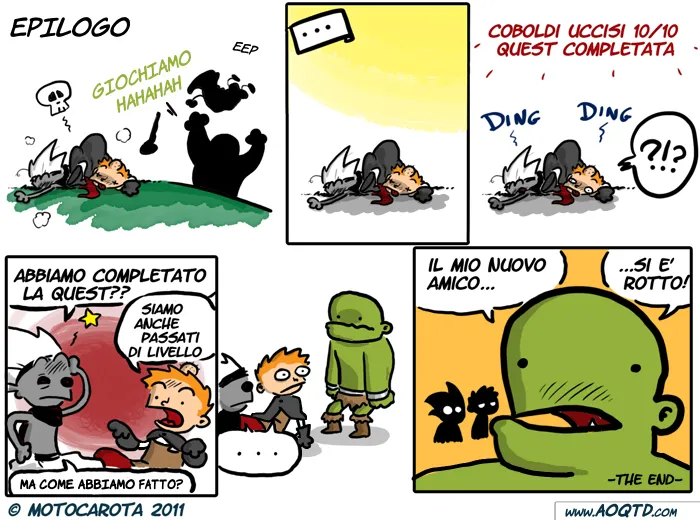 EPILOGO
GIOCHIAMO
HAHAHAH
EEP
...
COBOLDI UCCISI 10/10
QUEST COMPLETATA
DING
DING
?!?
ABBIAMO COMPLETATO
LA QUEST??
SIAMO
ANCHE
PASSATI
DI LIVELLO
MA COME ABBIAMO FATTO?
...
IL MIO NUOVO
AMICO...
...SI E'
ROTTO!
-THE END-
© MOTOCAROTA 2011
WWW.AOQTD.COM